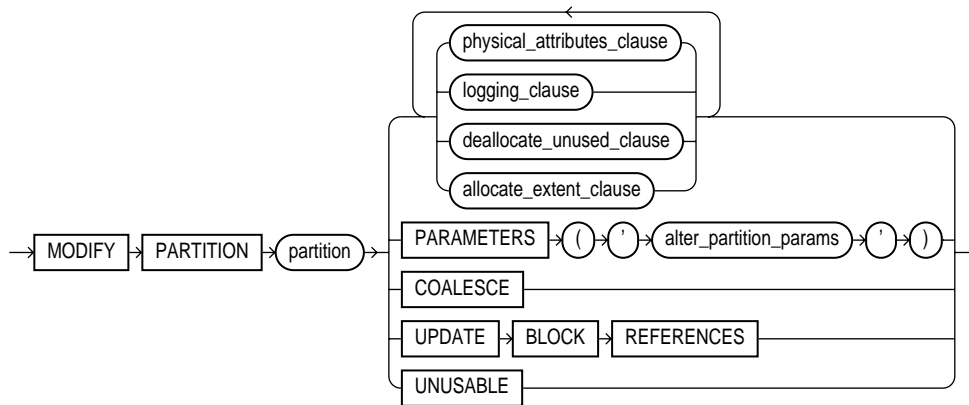 physical_attributes_clause
logging_clause
deallocate_unused_clause
allocate_extent_clause
MODIFY PARTITION partition PARAMETERS ( ' alter_partition_params ' )
COALESCE
UPDATE BLOCK REFERENCES
UNUSABLE